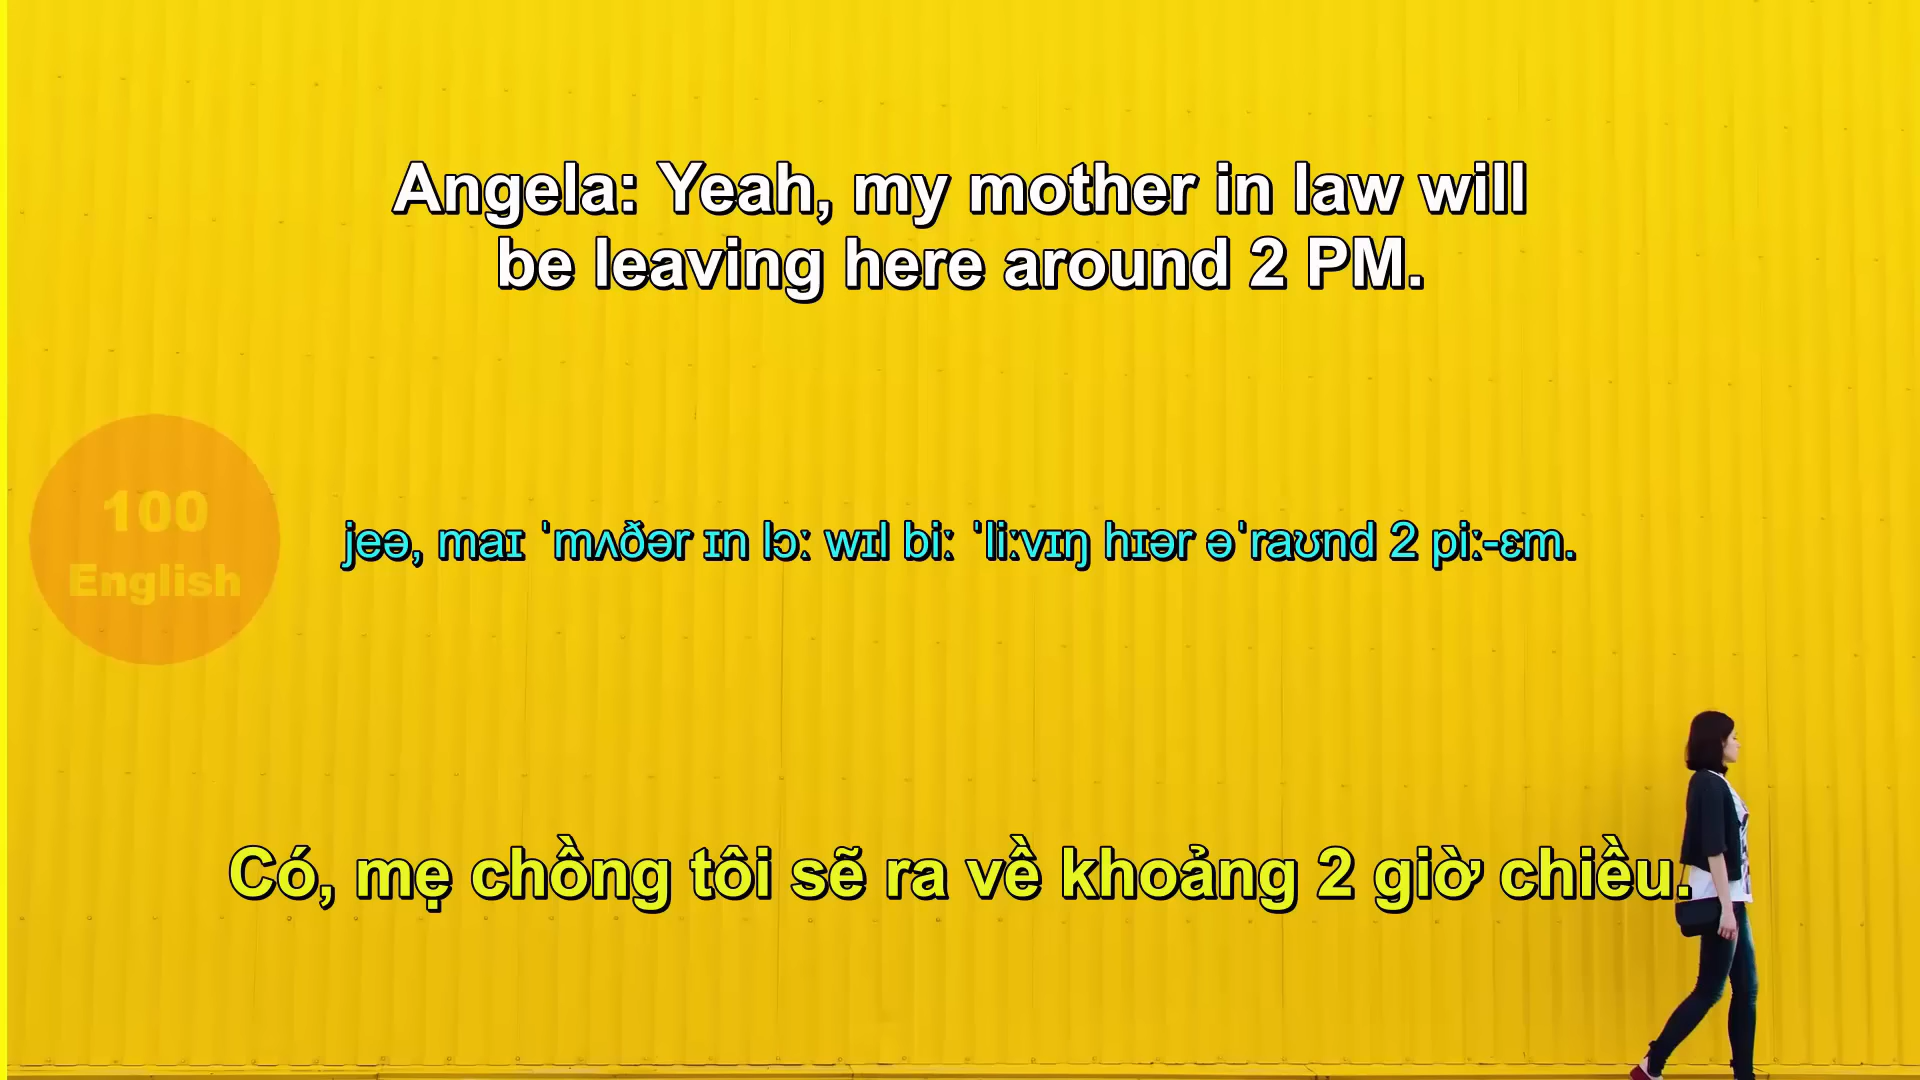 Angela: Yeah, my mother in law will
be leaving here around 2 PM.
100
English
jeə, maɪ ˈmʌðər ɪn lɔː wɪl biː ˈliːvɪŋ hɪər əˈraʊnd 2 piː-ɛm.
Có, mẹ chồng tôi sẽ ra về khoảng 2 giờ chiều.